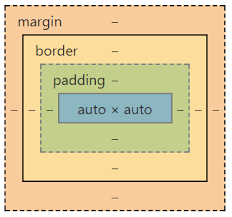 margin –
border –
padding –
– – – auto × auto – – –
–
–
–